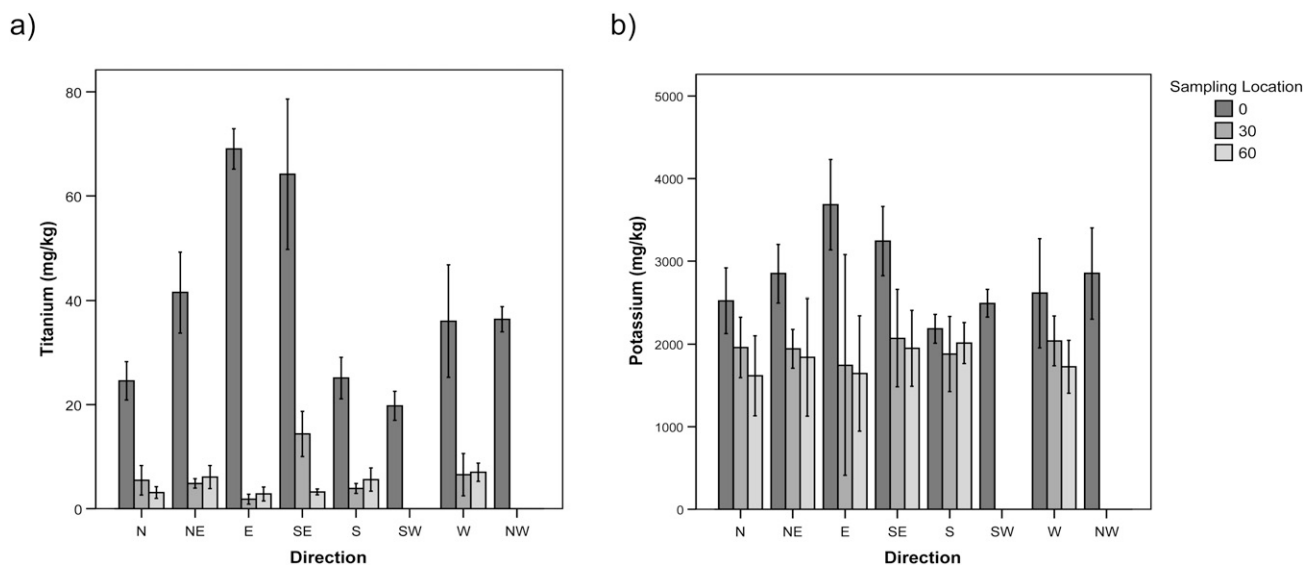 a)
Titanium (mg/kg)
80
60
40
20
0
N NE E SE S SW W NW
Direction
b)
Potassium (mg/kg)
5000
4000
3000
2000
1000
0
N NE E SE S SW W NW
Direction
Sampling Location
0
30
60